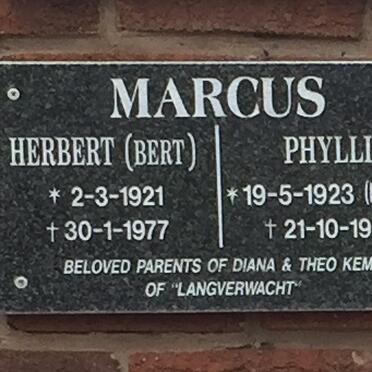 MARCUS
HERBERT (BERT) PHYLLI
* 2-3-1921 * 19-5-1923 (
† 30-1-1977 † 21-10-19
BELOVED PARENTS OF DIANA & THEO KEM
OF "LANGVERWACHT"